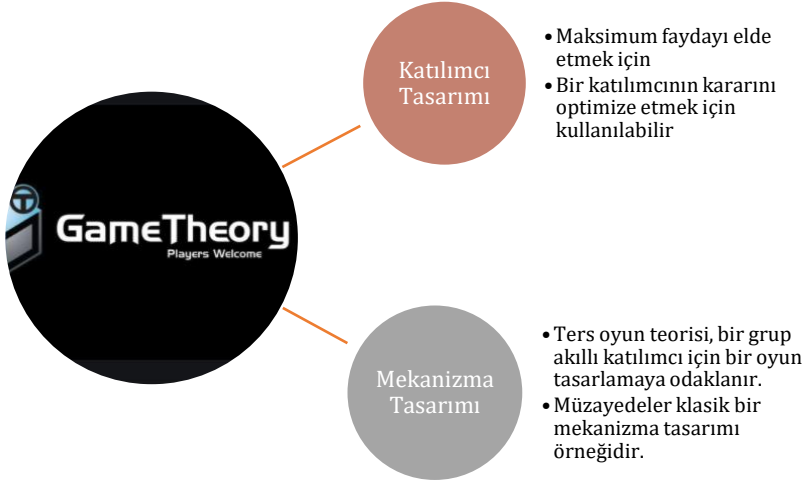 GameTheory
Players Welcome
Katılımcı
Tasarımı
• Maksimum faydayı elde
etmek için
• Bir katılımcının kararını
optimize etmek için
kullanılabilir
Mekanizma
Tasarımı
• Ters oyun teorisi, bir grup
akıllı katılımcı için bir oyun
tasarlamaya odaklanır.
• Müzayedeler klasik bir
mekanizma tasarımı
örneğidir.